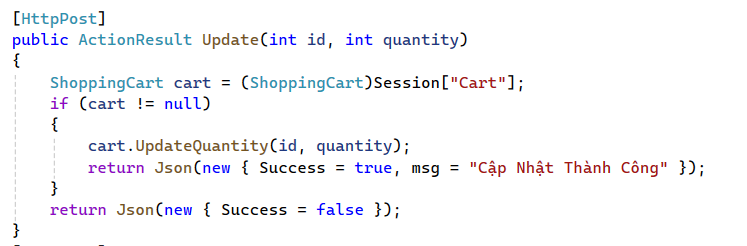 [HttpPost]
public ActionResult Update(int id, int quantity)
{
    ShoppingCart cart = (ShoppingCart)Session["Cart"];
    if (cart != null)
    {
        cart.UpdateQuantity(id, quantity);
        return Json(new { Success = true, msg = "Cập Nhật Thành Công" });
    }
    return Json(new { Success = false });
}